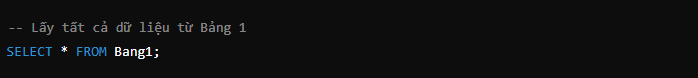 -- Lấy tất cả dữ liệu từ Bảng 1
SELECT * FROM Bang1;